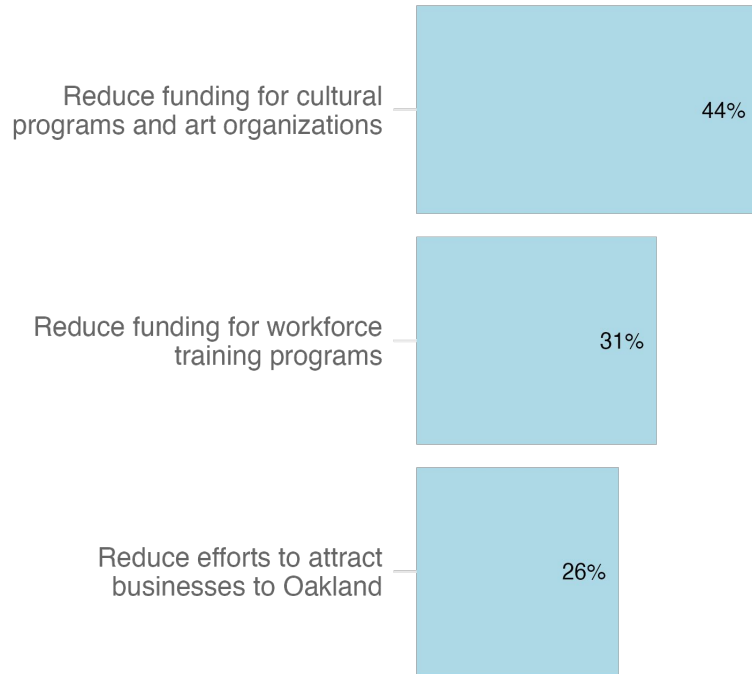 Reduce funding for cultural
programs and art organizations
44%
Reduce funding for workforce
training programs
31%
Reduce efforts to attract
businesses to Oakland
26%